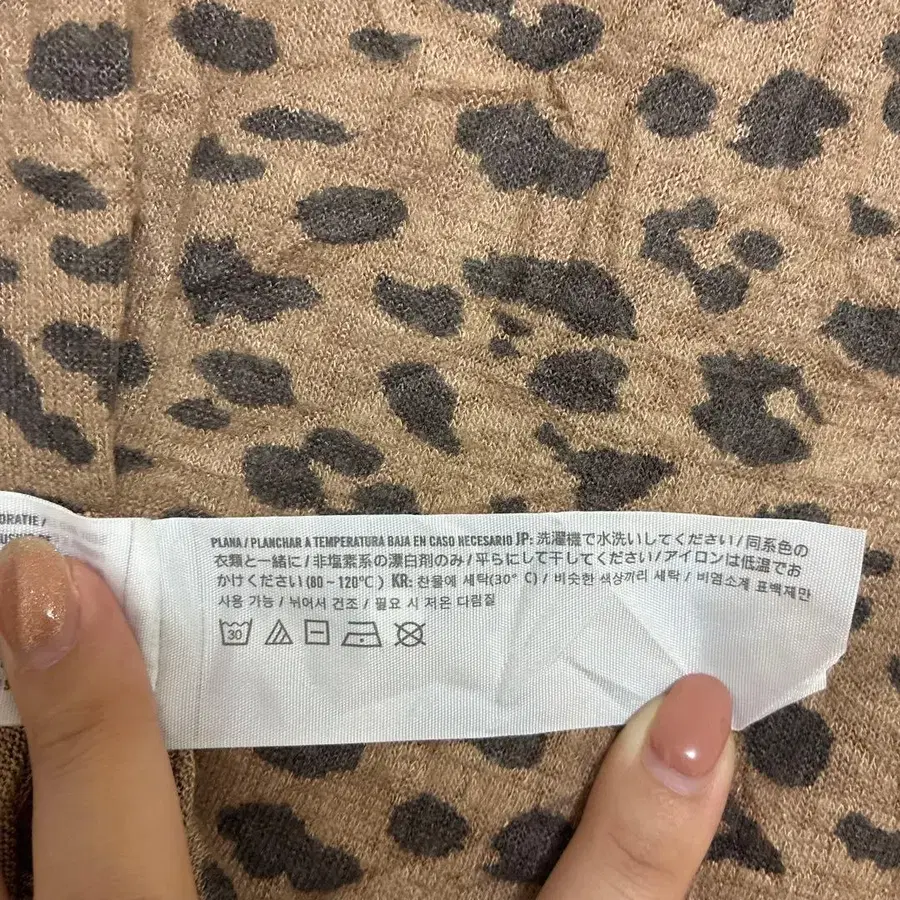 ORATIE /
PLANA / PLANCHAR A TEMPERATURA BAJA EN CASO NECESARIO JP: 洗濯機で水洗いしてください / 同系色の
衣類と一緒に / 非塩素系の漂白剤のみ / 平らにして干してください / アイロンは低温でお
かけください (80 ~ 120°C ) KR: 찬물에 세탁(30° C) / 비슷한 색상끼리 세탁 / 비염소계 표백제만
사용 가능 / 뉘어서 건조 / 필요 시 저온 다림질
30